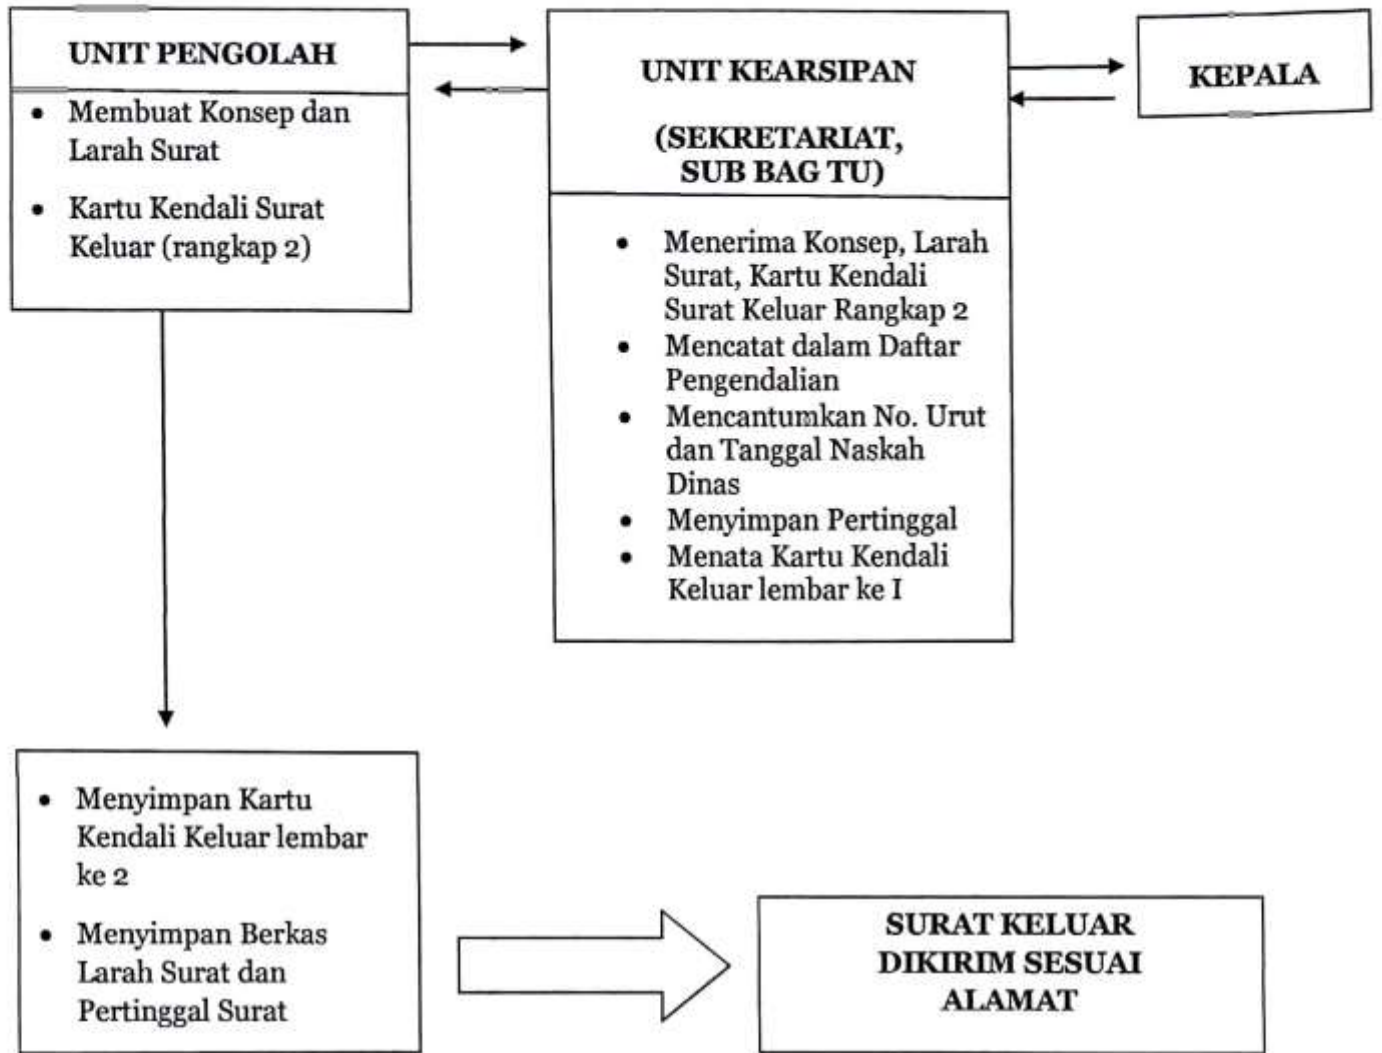 UNIT PENGOLAH
• Membuat Konsep dan
Larah Surat
• Kartu Kendali Surat
Keluar (rangkap 2)
UNIT KEARSIPAN
(SEKRETARIAT,
SUB BAG TU)
• Menerima Konsep, Larah
Surat, Kartu Kendali
Surat Keluar Rangkap 2
• Mencatat dalam Daftar
Pengendalian
• Mencantumkan No. Urut
dan Tanggal Naskah
Dinas
• Menyimpan Pertinggal
• Menata Kartu Kendali
Keluar lembar ke I
KEPALA
• Menyimpan Kartu
Kendali Keluar lembar
ke 2
• Menyimpan Berkas
Larah Surat dan
Pertinggal Surat
SURAT KELUAR
DIKIRIM SESUAI
ALAMAT